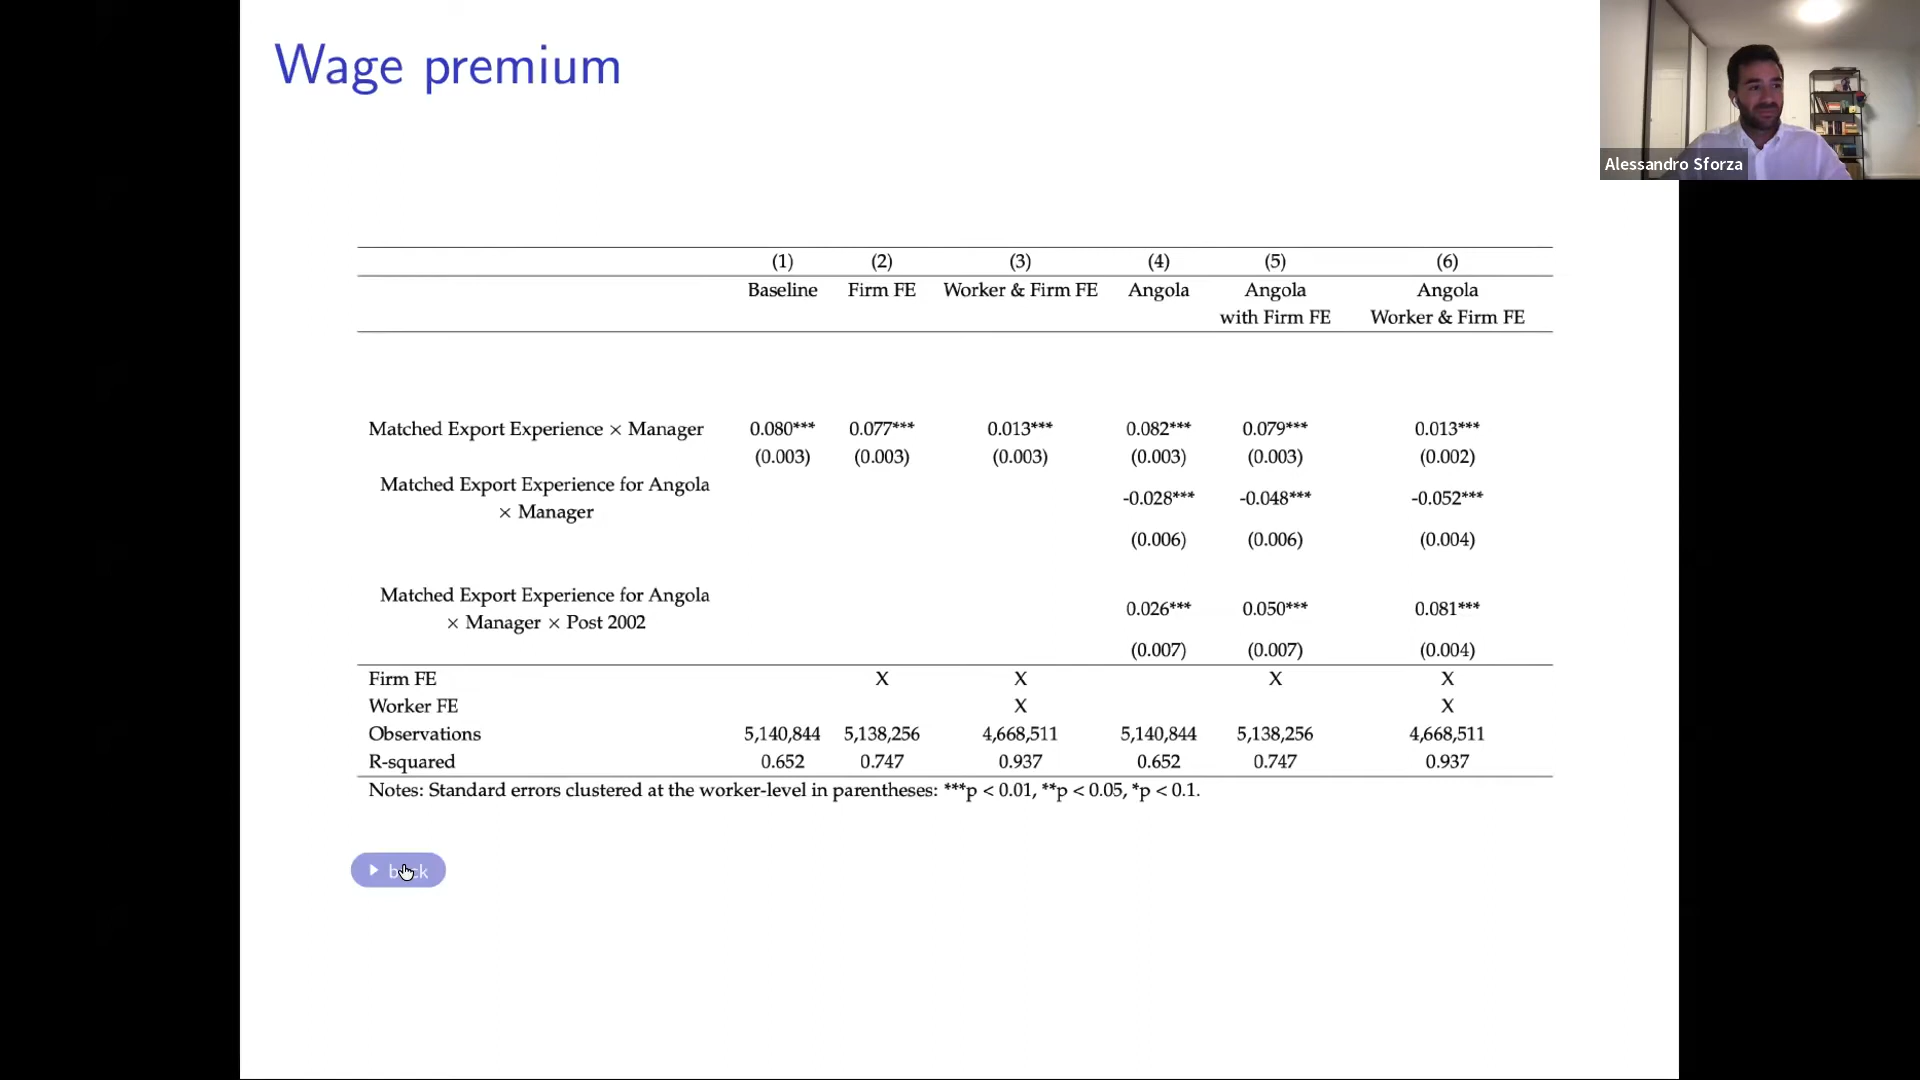 Wage premium
Alessandro Sforza
(1) (2) (3) (4) (5) (6)
Baseline Firm FE Worker & Firm FE Angola Angola Angola
with Firm FE Worker & Firm FE
Matched Export Experience × Manager 0.080*** 0.077*** 0.013*** 0.082*** 0.079*** 0.013***
(0.003) (0.003) (0.003) (0.003) (0.003) (0.002)
Matched Export Experience for Angola
× Manager -0.028*** -0.048*** -0.052***
(0.006) (0.006) (0.004)
Matched Export Experience for Angola
× Manager × Post 2002 0.026*** 0.050*** 0.081***
(0.007) (0.007) (0.004)
Firm FE X X X X
Worker FE X X
Observations 5,140,844 5,138,256 4,668,511 5,140,844 5,138,256 4,668,511
R-squared 0.652 0.747 0.937 0.652 0.747 0.937
Notes: Standard errors clustered at the worker-level in parentheses: ***p < 0.01, **p < 0.05, *p < 0.1.
back